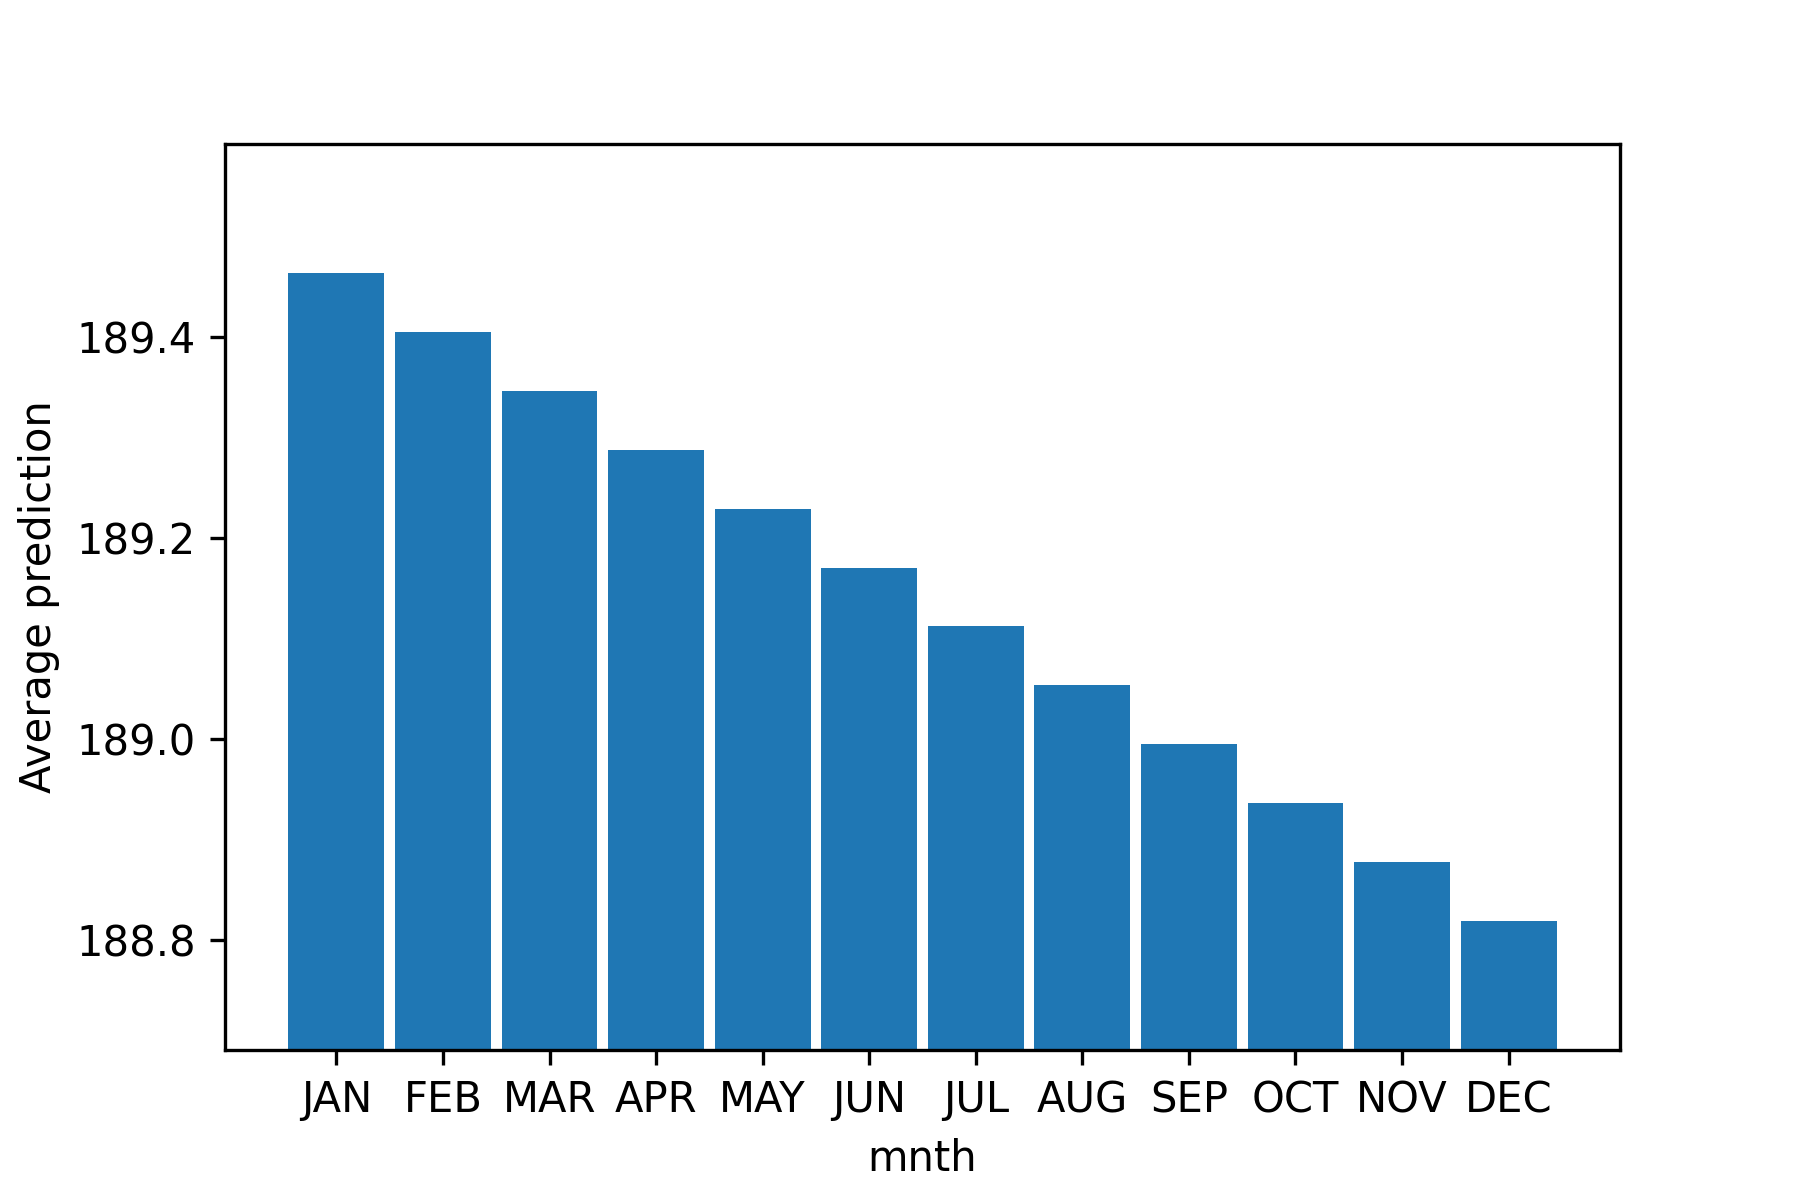 Average prediction
189.4
189.2
189.0
188.8
JAN FEB MAR APR MAY JUN JUL AUG SEP OCT NOV DEC
mnth